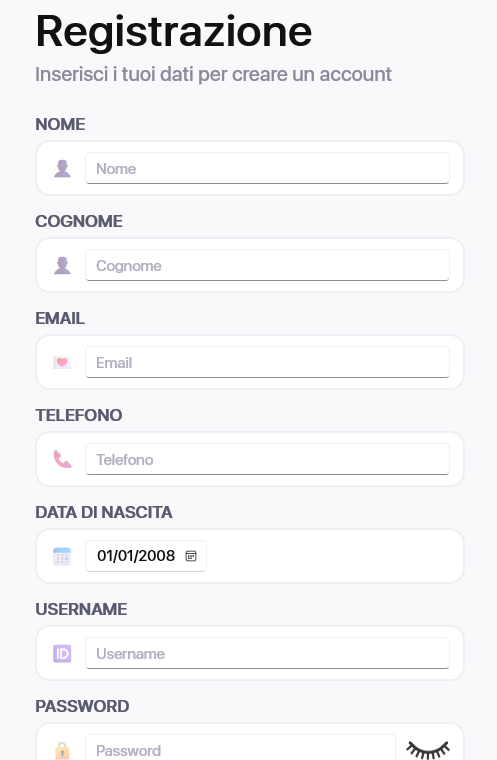 Registrazione
Inserisci i tuoi dati per creare un account
NOME
Nome
COGNOME
Cognome
EMAIL
Email
TELEFONO
Telefono
DATA DI NASCITA
01/01/2008
USERNAME
ID
Username
PASSWORD
Password